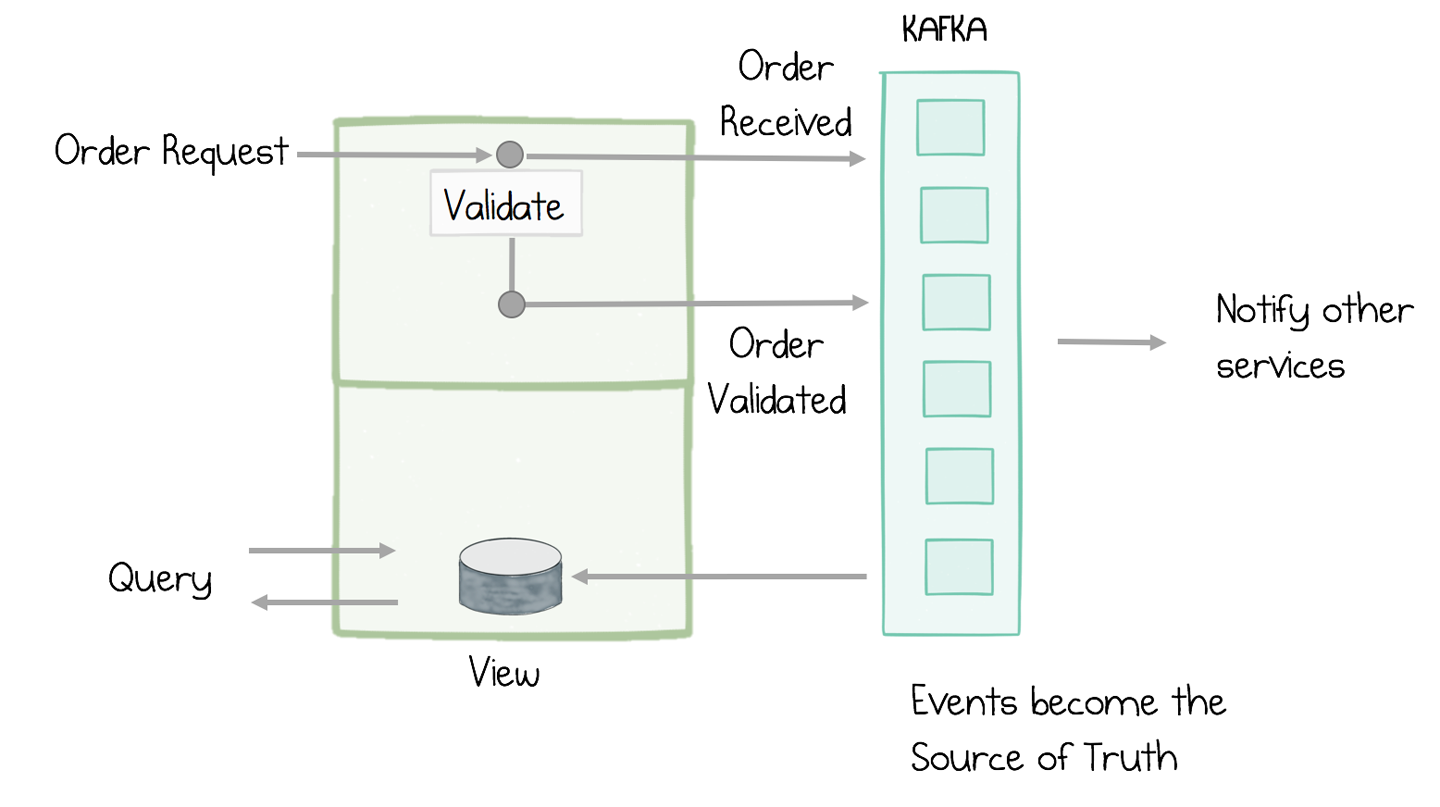 KAFKA
Order
Received
Order Request
Validate
Order
Validated
Notify other
services
Query
View
Events become the
Source of Truth